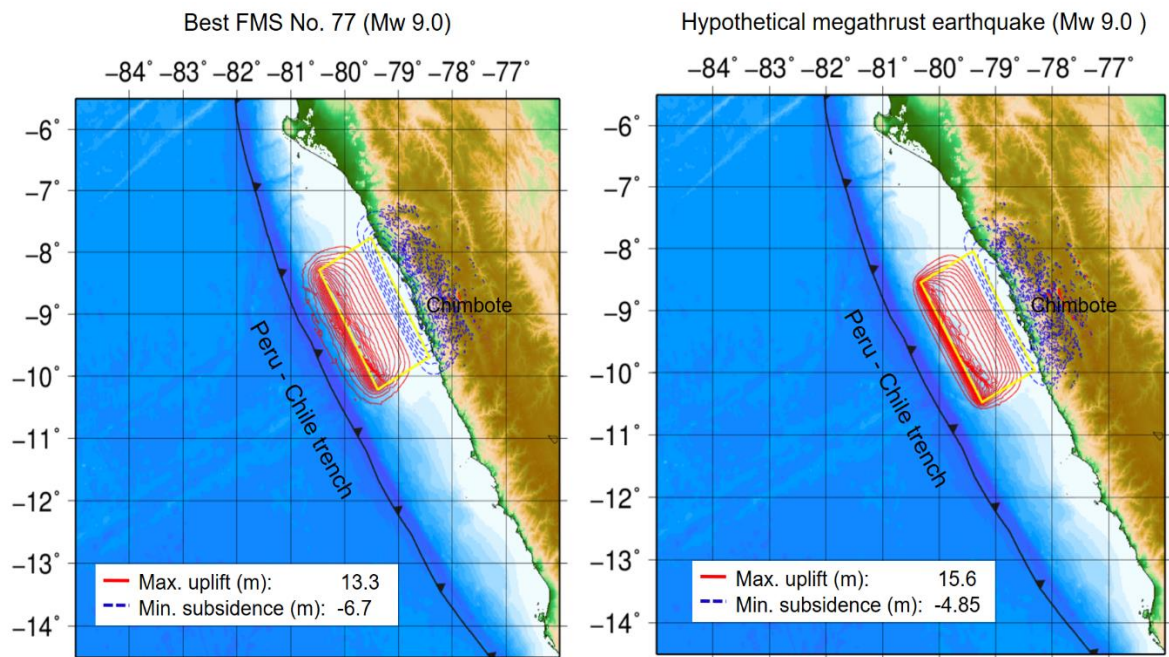 Best FMS No. 77 (Mw 9.0)
−84˚ −83˚ −82˚ −81˚ −80˚ −79˚ −78˚ −77˚
−6˚
−7˚
−8˚
−9˚
−10˚
−11˚
−12˚
−13˚
−14˚
Chimbote
Peru - Chile trench
Max. uplift (m): 13.3
Min. subsidence (m): -6.7
Hypothetical megathrust earthquake (Mw 9.0 )
−84˚ −83˚ −82˚ −81˚ −80˚ −79˚ −78˚ −77˚
−6˚
−7˚
−8˚
−9˚
−10˚
−11˚
−12˚
−13˚
−14˚
Chimbote
Peru - Chile trench
Max. uplift (m): 15.6
Min. subsidence (m): -4.85